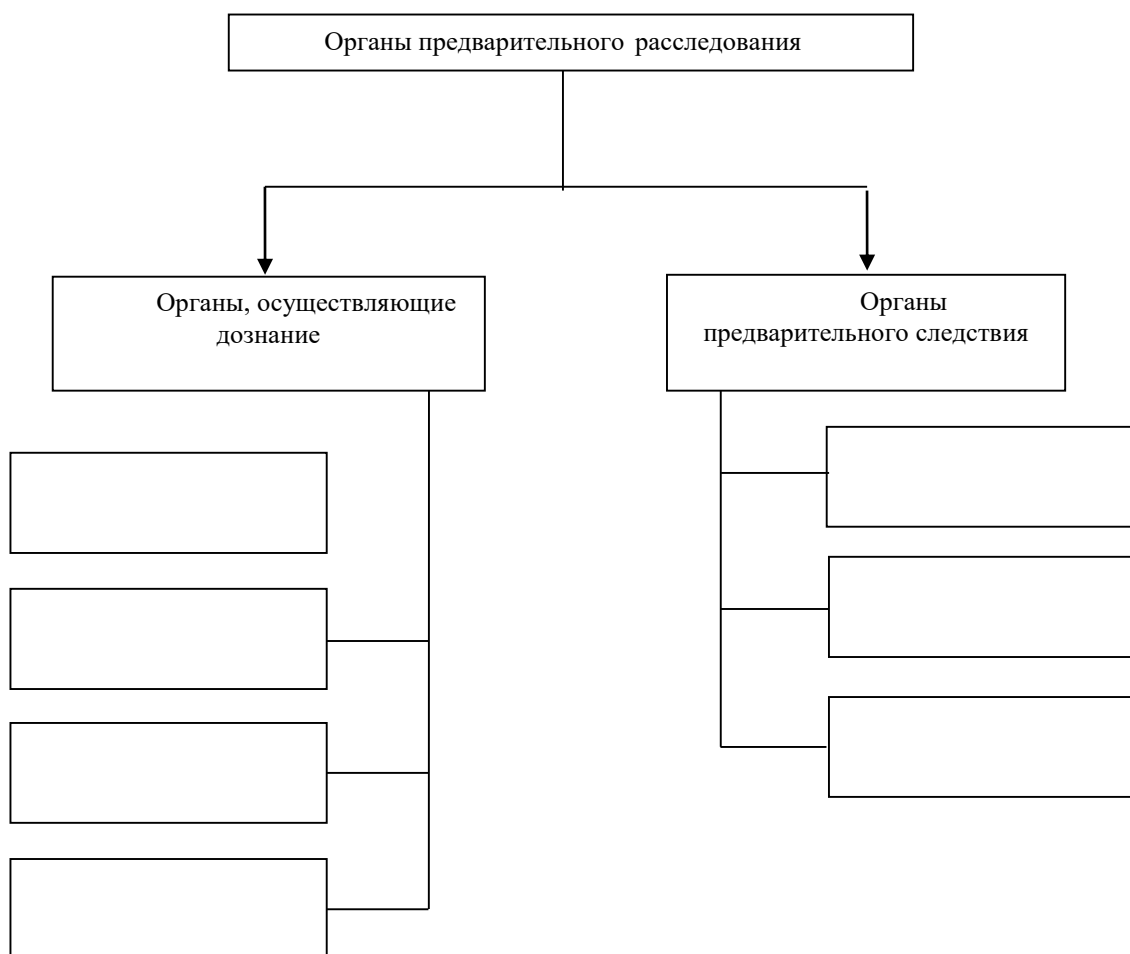 Органы предварительного расследования
Органы, осуществляющие
дознание
Органы
предварительного следствия